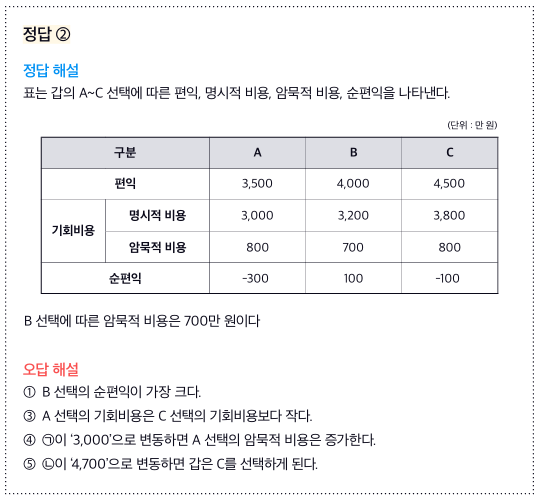 정답 ②
정답 해설
표는 갑의 A~C 선택에 따른 편익, 명시적 비용, 암묵적 비용, 순편익을 나타낸다.
(단위 : 만 원)
구분 A B C
편익 3,500 4,000 4,500
기회비용 명시적 비용 3,000 3,200 3,800
암묵적 비용 800 700 800
순편익 -300 100 -100
B 선택에 따른 암묵적 비용은 700만 원이다
오답 해설
① B 선택의 순편익이 가장 크다.
③ A 선택의 기회비용은 C 선택의 기회비용보다 작다.
④ ㉠이 '3,000'으로 변동하면 A 선택의 암묵적 비용은 증가한다.
⑤ ㉡이 '4,700'으로 변동하면 갑은 C를 선택하게 된다.